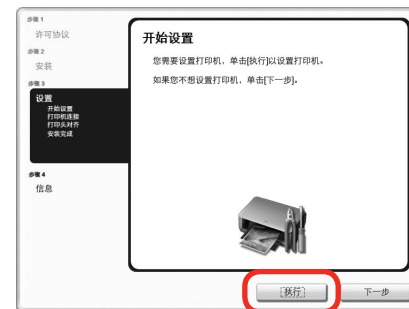 步骤 1
许可协议
步骤 2
安装
步骤 3
设置
开始设置
打印机连接
打印头对齐
安装完成
步骤 4
信息
开始设置
您需要设置打印机，单击[执行]以设置打印机。
如果您不想设置打印机，单击[下一步]。
执行
下一步